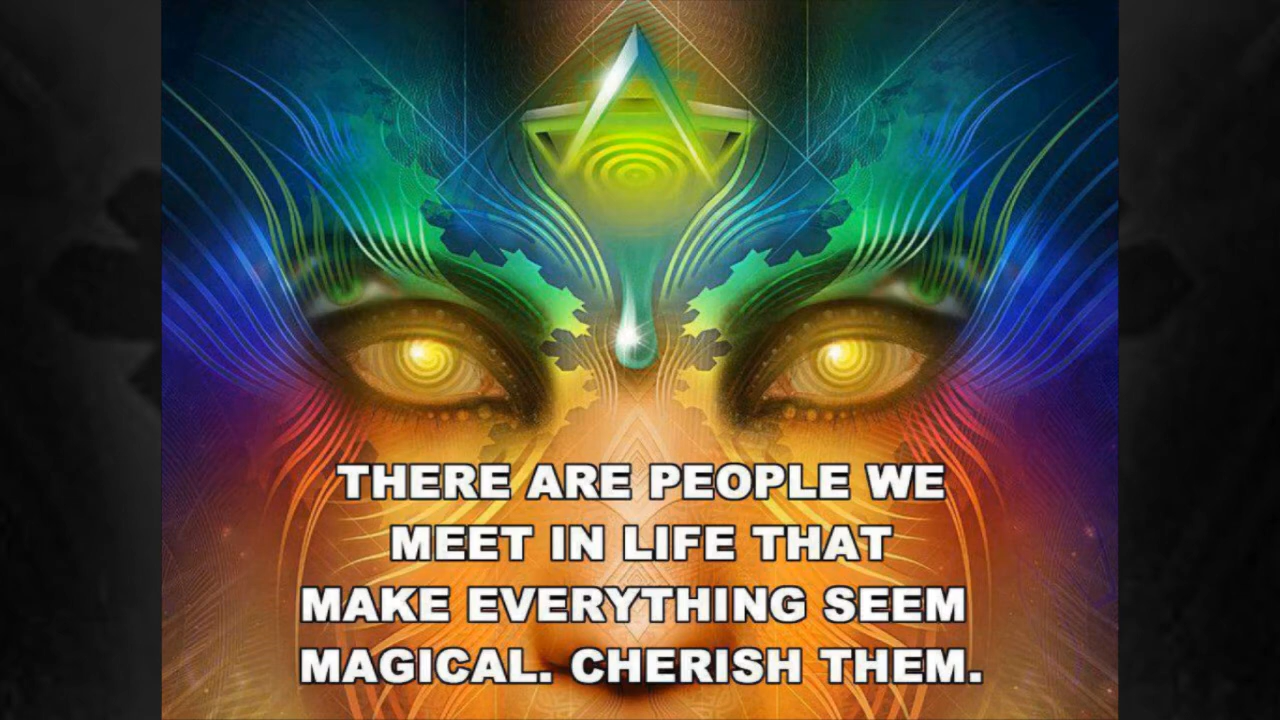 THERE ARE PEOPLE WE
MEET IN LIFE THAT
MAKE EVERYTHING SEEM
MAGICAL. CHERISH THEM.